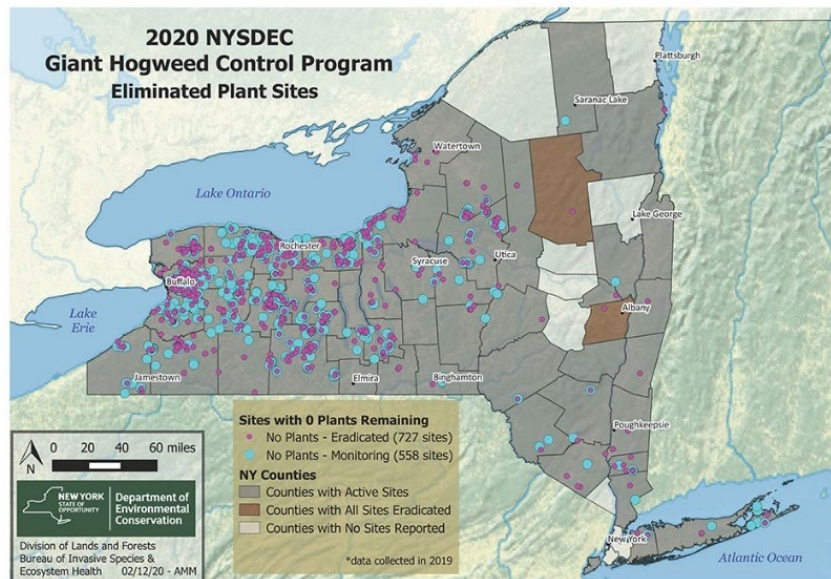 2020 NYSDEC
Giant Hogweed Control Program
Eliminated Plant Sites
Plattsburgh
Saranac Lake
Watertown
Lake Ontario
Lake George
Rochester
Syracuse
Utica
Buffalo
Albany
Lake
Erie
Jamestown
Elmira
Binghamton
Poughkeepsie
New York
Atlantic Ocean
Sites with 0 Plants Remaining
No Plants - Eradicated (727 sites)
No Plants - Monitoring (558 sites)
NY Counties
Counties with Active Sites
Counties with All Sites Eradicated
Counties with No Sites Reported
*data collected in 2019
N
0 20 40 60 miles
NEW YORK
STATE OF
OPPORTUNITY
Department of
Environmental
Conservation
Division of Lands and Forests
Bureau of Invasive Species &
Ecosystem Health 02/12/20 - AMM